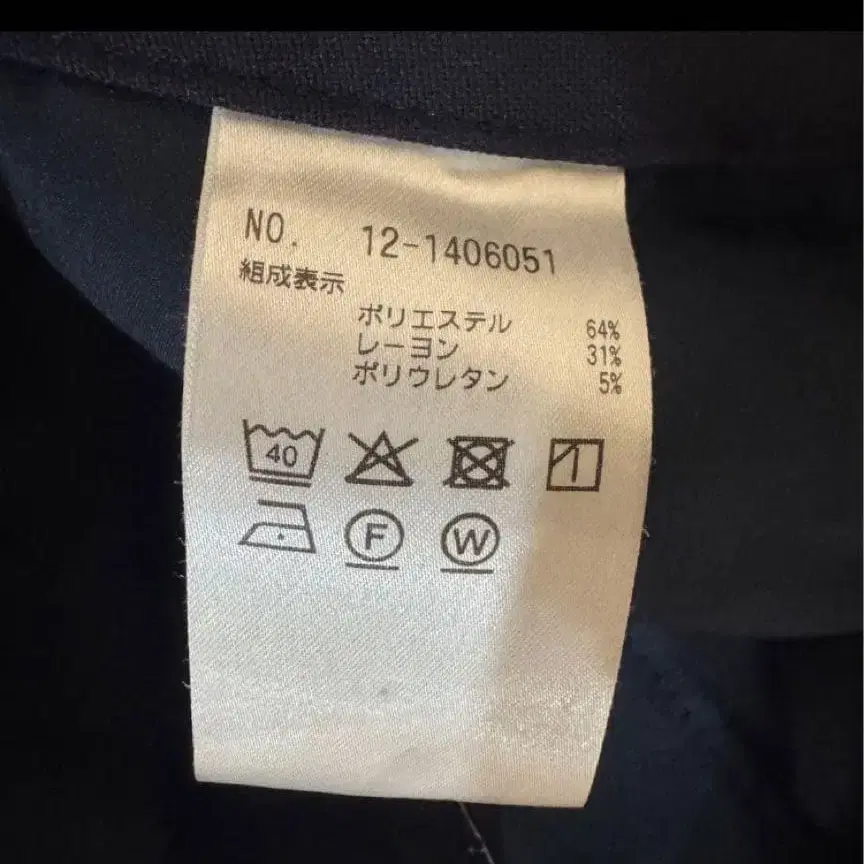 NO. 12-1406051
組成表示
ポリエステル 64%
レーヨン 31%
ポリウレタン 5%
40
F W